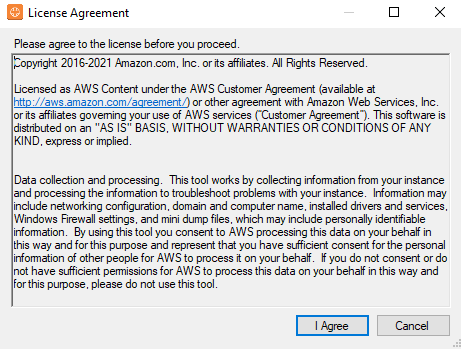 License Agreement
Please agree to the license before you proceed.
Copyright 2016-2021 Amazon.com, Inc. or its affiliates. All Rights Reserved.
Licensed as AWS Content under the AWS Customer Agreement (available at
http://aws.amazon.com/agreement/) or other agreement with Amazon Web Services, Inc.
or its affiliates governing your use of AWS services ("Customer Agreement"). This software is
distributed on an "AS IS" BASIS, WITHOUT WARRANTIES OR CONDITIONS OF ANY
KIND, express or implied.
Data collection and processing.  This tool works by collecting information from your instance
and processing the information to troubleshoot problems with your instance.  Information may
include networking configuration, domain and computer name, installed drivers and services,
Windows Firewall settings, and mini dump files, which may include personally identifiable
information.  By using this tool you consent to AWS processing this data on your behalf in
this way and for this purpose and represent that you have sufficient consent for the personal
information of other people for AWS to process it on your behalf.  If you do not consent or do
not have sufficient permissions for AWS to process this data on your behalf in this way and
for this purpose, please do not use this tool.
I Agree
Cancel